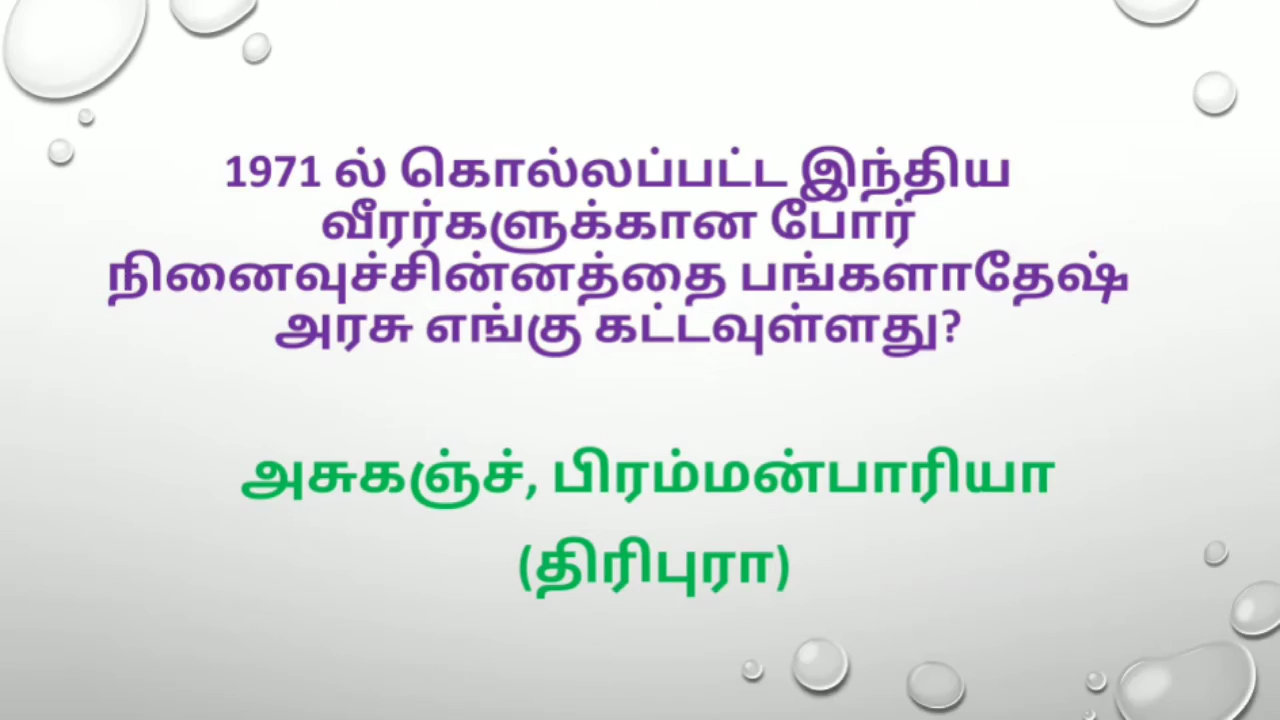 1971 ல் கொல்லப்பட்ட இந்திய
வீரர்களுக்கான போர்
நினைவுச்சின்னத்தை பங்களாதேஷ்
அரசு எங்கு கட்டவுள்ளது?
அசுகஞ்ச், பிரம்மன்பாரியா
(திரிபுரா)